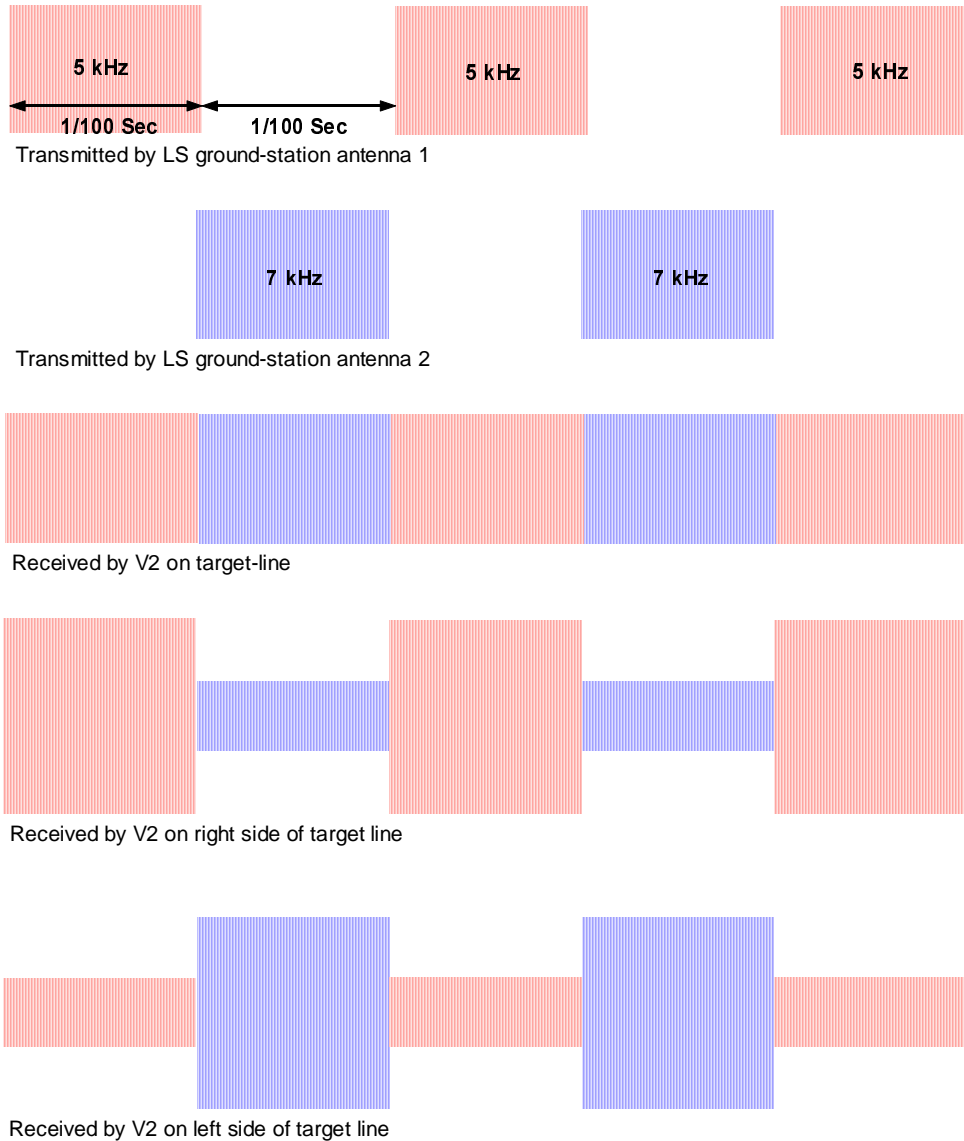 5 kHz
5 kHz
5 kHz
1/100 Sec
1/100 Sec
Transmitted by LS ground-station antenna 1
7 kHz
7 kHz
Transmitted by LS ground-station antenna 2
Received by V2 on target-line
Received by V2 on right side of target line
Received by V2 on left side of target line